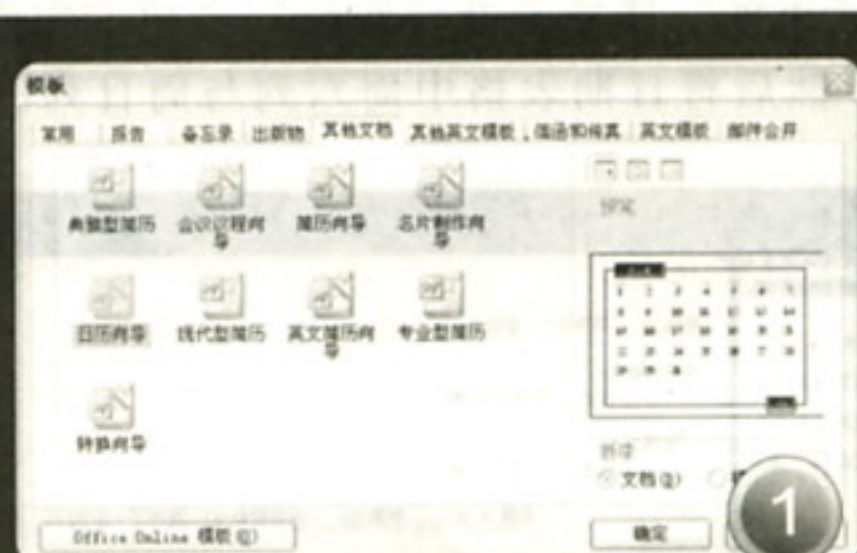 模板
常用 报告 备忘录 出版物 其他文档 其他英文模板 信函和传真 英文模板 邮件合并
典雅型简历 会议议程向导 简历向导 名片制作向导
预览
日历向导 现代型简历 英文简历向导 专业型简历
转换向导
新建
文档(D)
Office Online 模板(O)
确定
1